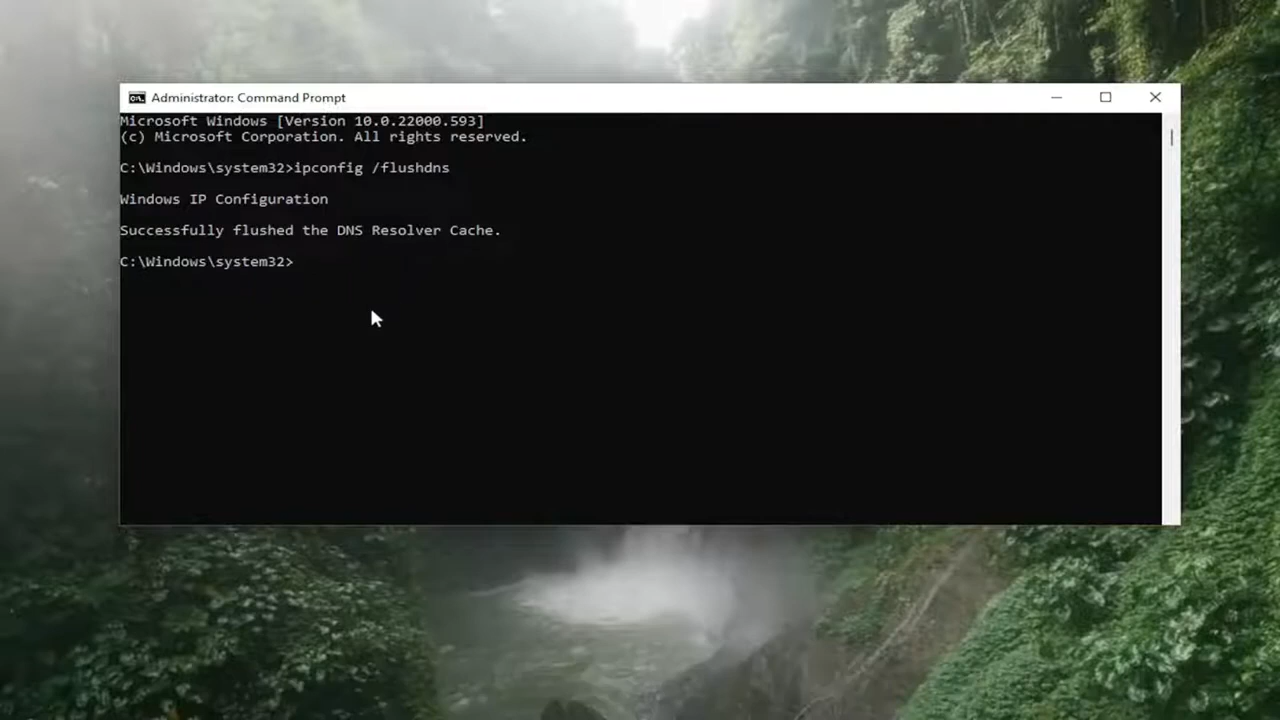 Administrator: Command Prompt
Microsoft Windows [Version 10.0.22000.593]
(c) Microsoft Corporation. All rights reserved.
C:\Windows\system32>ipconfig /flushdns
Windows IP Configuration
Successfully flushed the DNS Resolver Cache.
C:\Windows\system32>